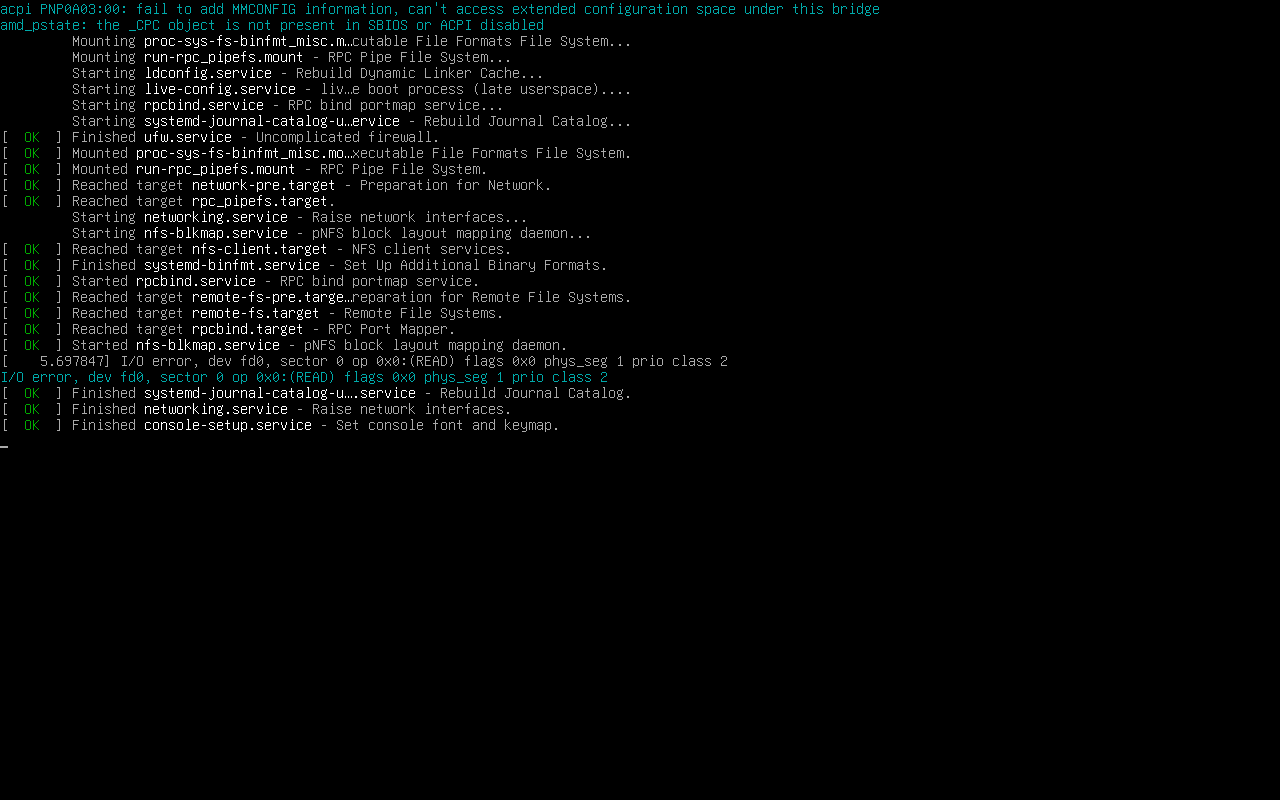 acpi PNP0A03:00: fail to add MMCONFIG information, can't access extended configuration space under this bridge
amd_pstate: the _CPC object is not present in SBIOS or ACPI disabled
         Mounting proc-sys-fs-binfmt_misc.m…cutable File Formats File System...
         Mounting run-rpc_pipefs.mount - RPC Pipe File System...
         Starting ldconfig.service - Rebuild Dynamic Linker Cache...
         Starting live-config.service - liv…e boot process (late userspace)....
         Starting rpcbind.service - RPC bind portmap service...
         Starting systemd-journal-catalog-u…ervice - Rebuild Journal Catalog...
[  OK  ] Finished ufw.service - Uncomplicated firewall.
[  OK  ] Mounted proc-sys-fs-binfmt_misc.mo…xecutable File Formats File System.
[  OK  ] Mounted run-rpc_pipefs.mount - RPC Pipe File System.
[  OK  ] Reached target network-pre.target - Preparation for Network.
[  OK  ] Reached target rpc_pipefs.target.
         Starting networking.service - Raise network interfaces...
         Starting nfs-blkmap.service - pNFS block layout mapping daemon...
[  OK  ] Reached target nfs-client.target - NFS client services.
[  OK  ] Finished systemd-binfmt.service - Set Up Additional Binary Formats.
[  OK  ] Started rpcbind.service - RPC bind portmap service.
[  OK  ] Reached target remote-fs-pre.targe…reparation for Remote File Systems.
[  OK  ] Reached target remote-fs.target - Remote File Systems.
[  OK  ] Reached target rpcbind.target - RPC Port Mapper.
[  OK  ] Started nfs-blkmap.service - pNFS block layout mapping daemon.
[    5.697847] I/O error, dev fd0, sector 0 op 0x0:(READ) flags 0x0 phys_seg 1 prio class 2
I/O error, dev fd0, sector 0 op 0x0:(READ) flags 0x0 phys_seg 1 prio class 2
[  OK  ] Finished systemd-journal-catalog-u….service - Rebuild Journal Catalog.
[  OK  ] Finished networking.service - Raise network interfaces.
[  OK  ] Finished console-setup.service - Set console font and keymap.